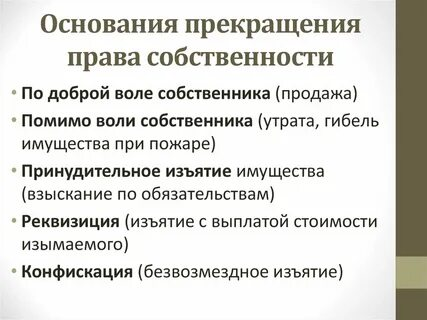 Основания прекращения
права собственности
• По доброй воле собственника (продажа)
• Помимо воли собственника (утрата, гибель
имущества при пожаре)
• Принудительное изъятие имущества
(взыскание по обязательствам)
• Реквизиция (изъятие с выплатой стоимости
изымаемого)
• Конфискация (безвозмездное изъятие)